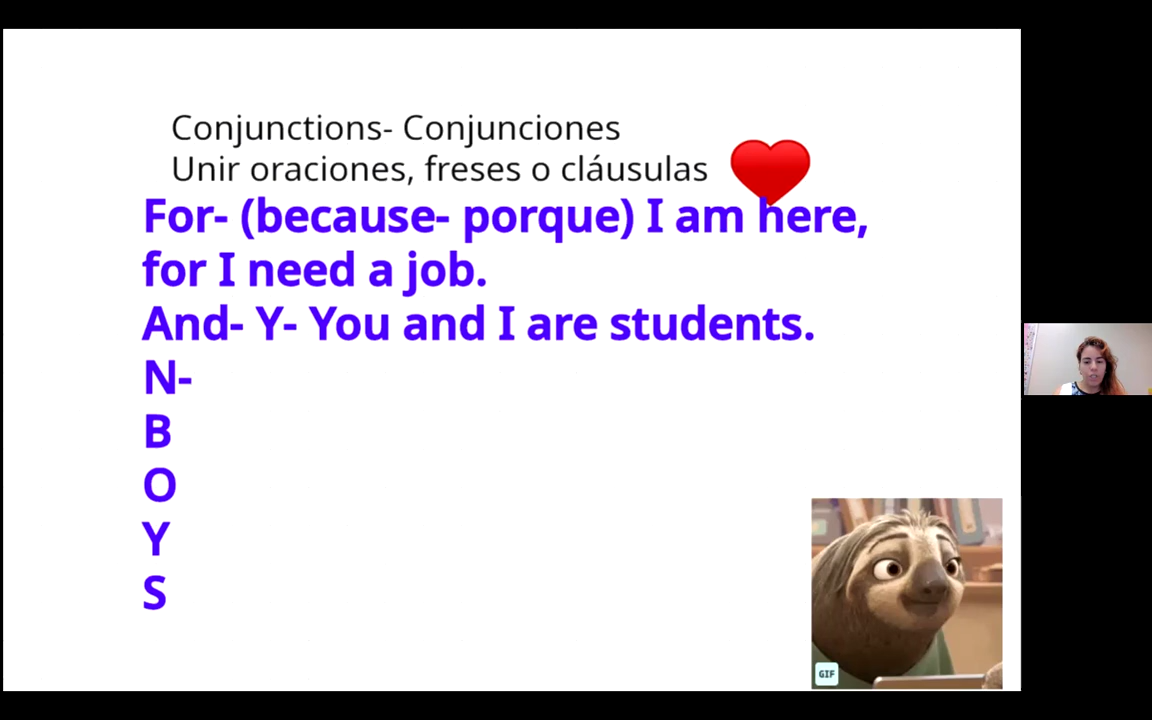 Conjunctions- Conjunciones
Unir oraciones, freses o cláusulas
For- (because- porque) I am here,
for I need a job.
And- Y- You and I are students.
N-
B
O
Y
S
GIF